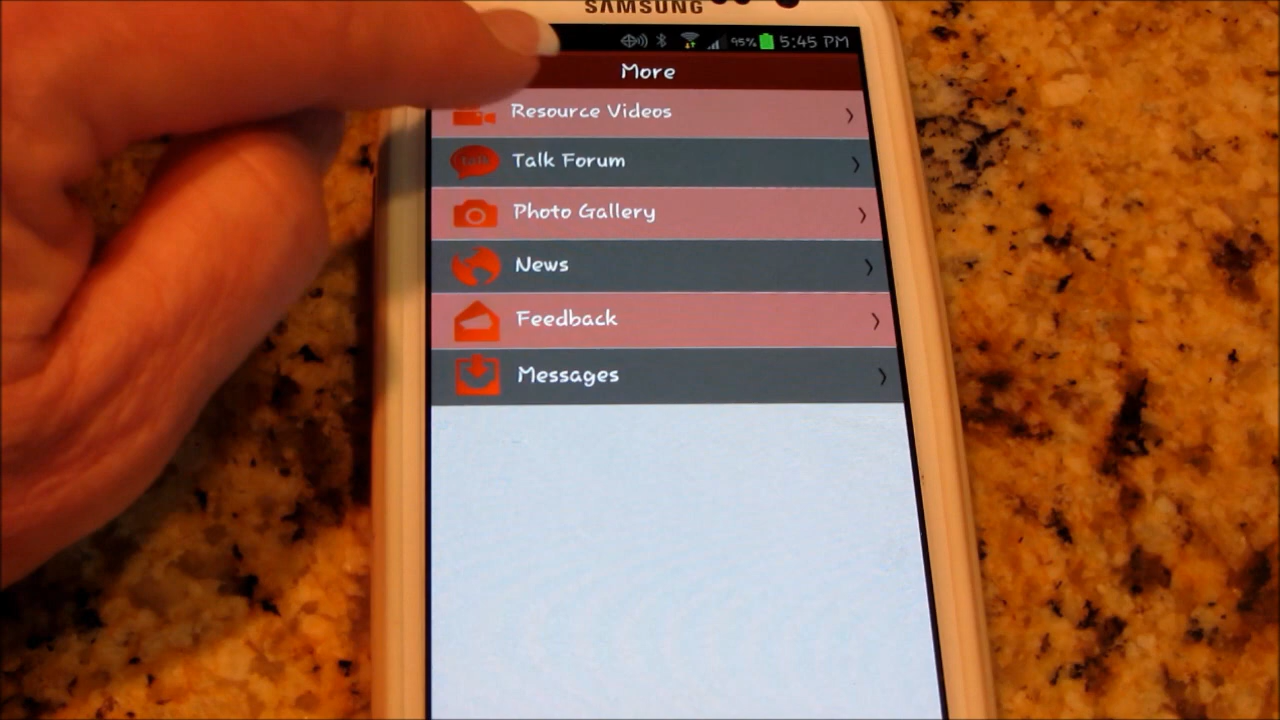 SAMSUNG
95% 5:45 PM
More
Resource Videos
talk Talk Forum
Photo Gallery
News
Feedback
Messages